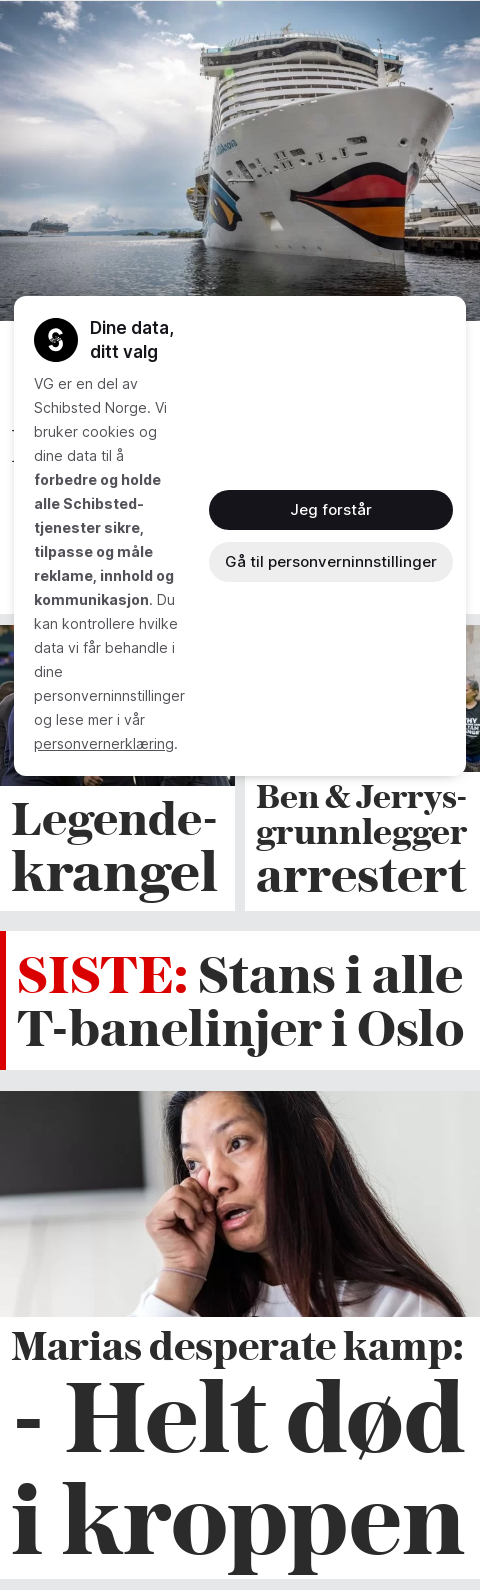 Dine data,
ditt valg
VG er en del av
Schibsted Norge. Vi
bruker cookies og
dine data til å
forbedre og holde
alle Schibsted-
tjenester sikre,
tilpasse og måle
reklame, innhold og
kommunikasjon. Du
kan kontrollere hvilke
data vi får behandle i
dine
personverninnstillinger
og lese mer i vår
personvernerklæring.
Jeg forstår
Gå til personverninnstillinger
Legende-
krangel
Ben & Jerrys-
grunnlegger
arrestert
SISTE: Stans i alle
T-banelinjer i Oslo
Marias desperate kamp:
- Helt død
i kroppen